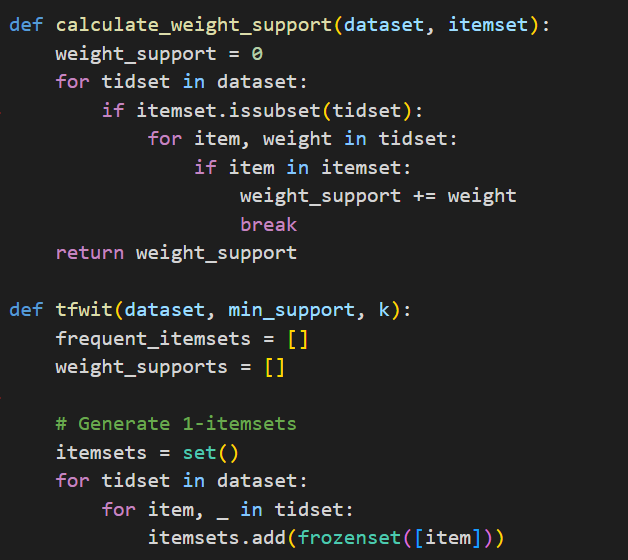 def calculate_weight_support(dataset, itemset):
    weight_support = 0
    for tidset in dataset:
        if itemset.issubset(tidset):
            for item, weight in tidset:
                if item in itemset:
                    weight_support += weight
                    break
    return weight_support

def tfwit(dataset, min_support, k):
    frequent_itemsets = []
    weight_supports = []

    # Generate 1-itemsets
    itemsets = set()
    for tidset in dataset:
        for item, _ in tidset:
            itemsets.add(frozenset([item]))